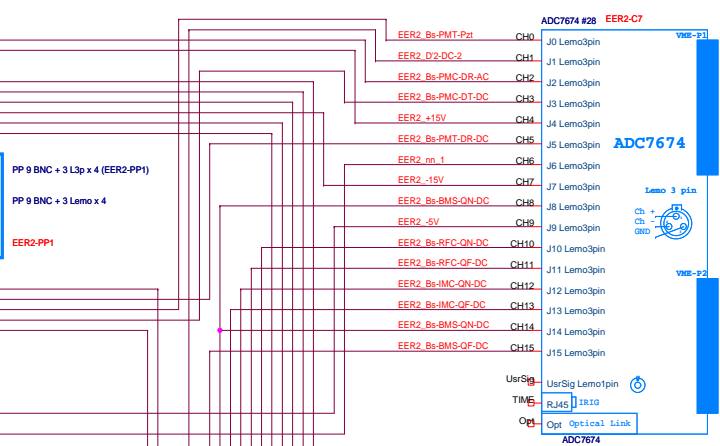 ADC7674 #28 EER2-C7
EER2_Bs-PMT-Pzt CH0 J0 Lemo3pin VME-P1
EER2_D'2-DC-2 CH1 J1 Lemo3pin
EER2_Bs-PMC-DR-AC CH2 J2 Lemo3pin
EER2_Bs-PMC-DT-DC CH3 J3 Lemo3pin
EER2_+15V CH4 J4 Lemo3pin
EER2_Bs-PMT-DR-DC CH5 J5 Lemo3pin ADC7674
EER2_nn_1 CH6 J6 Lemo3pin
PP 9 BNC + 3 L3p x 4 (EER2-PP1)
EER2_-15V CH7 J7 Lemo3pin
Lemo 3 pin
PP 9 BNC + 3 Lemo x 4
EER2_Bs-BMS-QN-DC CH8 J8 Lemo3pin
Ch +
Ch -
GND
EER2_-5V CH9 J9 Lemo3pin
EER2-PP1
EER2_Bs-RFC-QN-DC CH10 J10 Lemo3pin
EER2_Bs-RFC-QF-DC CH11 J11 Lemo3pin
VME-P2
EER2_Bs-IMC-QN-DC CH12 J12 Lemo3pin
EER2_Bs-IMC-QF-DC CH13 J13 Lemo3pin
EER2_Bs-BMS-QN-DC CH14 J14 Lemo3pin
EER2_Bs-BMS-QF-DC CH15 J15 Lemo3pin
UsrSig UsrSig Lemo1pin
TIME RJ45 IRIG
Opt Opt Optical Link
ADC7674